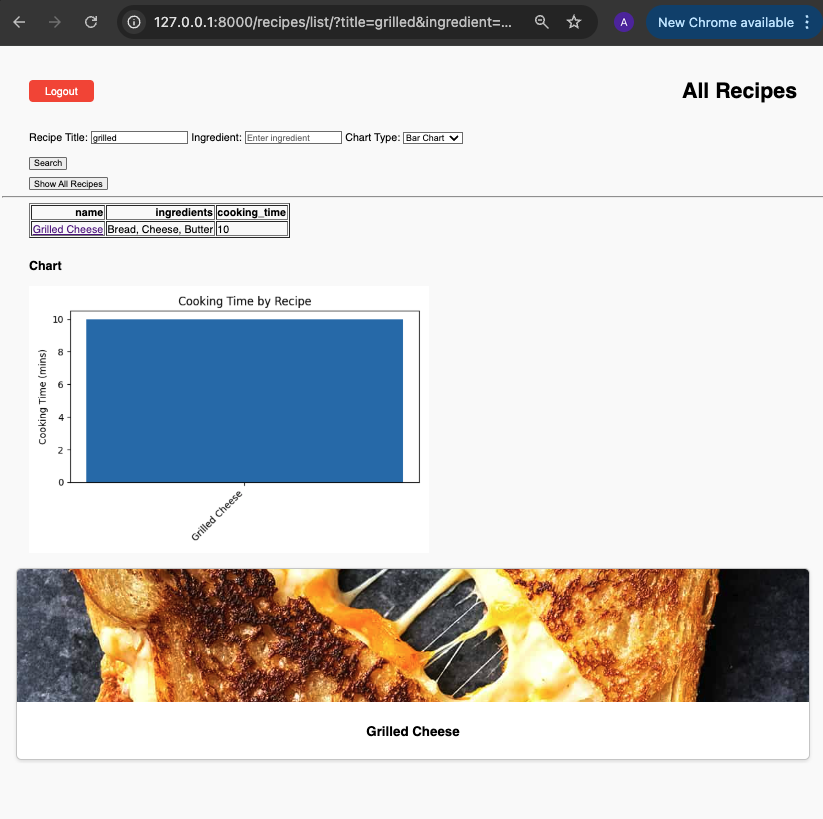 127.0.0.1:8000/recipes/list/?title=grilled&ingredient=...
A
New Chrome available
Logout
All Recipes
Recipe Title: grilled Ingredient: Enter ingredient Chart Type: Bar Chart
Search
Show All Recipes
name ingredients cooking_time
Grilled Cheese Bread, Cheese, Butter 10
Chart
Cooking Time by Recipe
10
8
6
4
2
0
Cooking Time (mins)
Grilled Cheese
Grilled Cheese